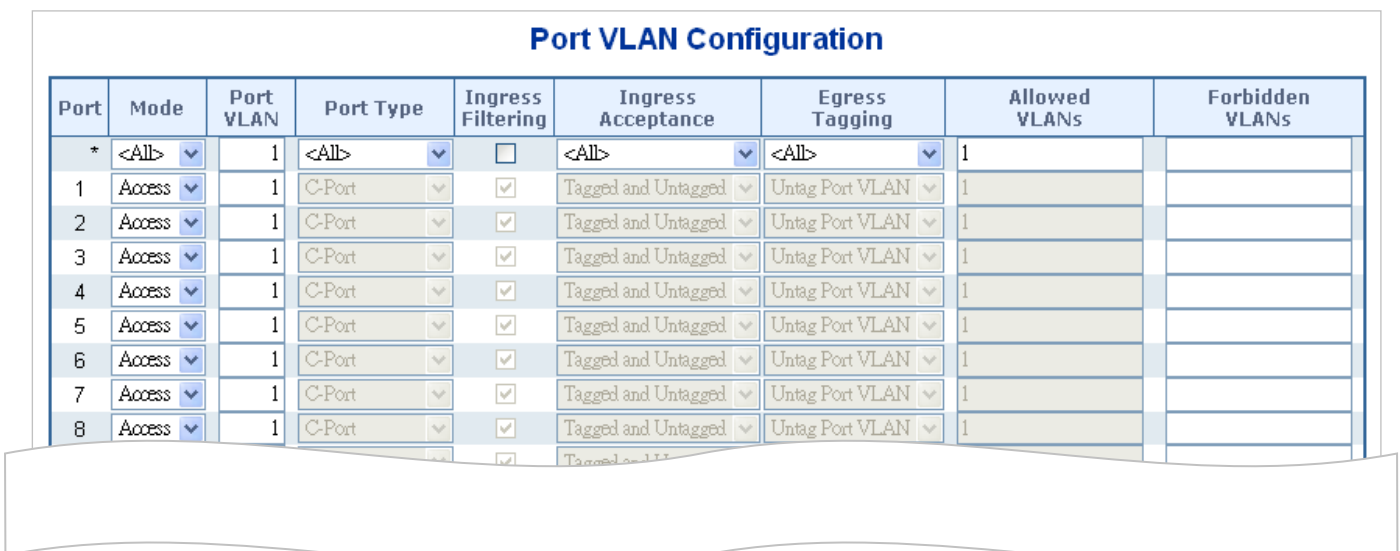 Port VLAN Configuration
Port Mode Port VLAN Port Type Ingress Filtering Ingress Acceptance Egress Tagging Allowed VLANs Forbidden VLANs
* <All> 1 <All> <All> <All> 1
1 Access 1 C-Port Tagged and Untagged Untag Port VLAN 1
2 Access 1 C-Port Tagged and Untagged Untag Port VLAN 1
3 Access 1 C-Port Tagged and Untagged Untag Port VLAN 1
4 Access 1 C-Port Tagged and Untagged Untag Port VLAN 1
5 Access 1 C-Port Tagged and Untagged Untag Port VLAN 1
6 Access 1 C-Port Tagged and Untagged Untag Port VLAN 1
7 Access 1 C-Port Tagged and Untagged Untag Port VLAN 1
8 Access 1 C-Port Tagged and Untagged Untag Port VLAN 1